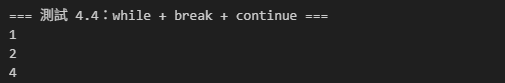 === 測試 4.4：while + break + continue ===
1
2
4